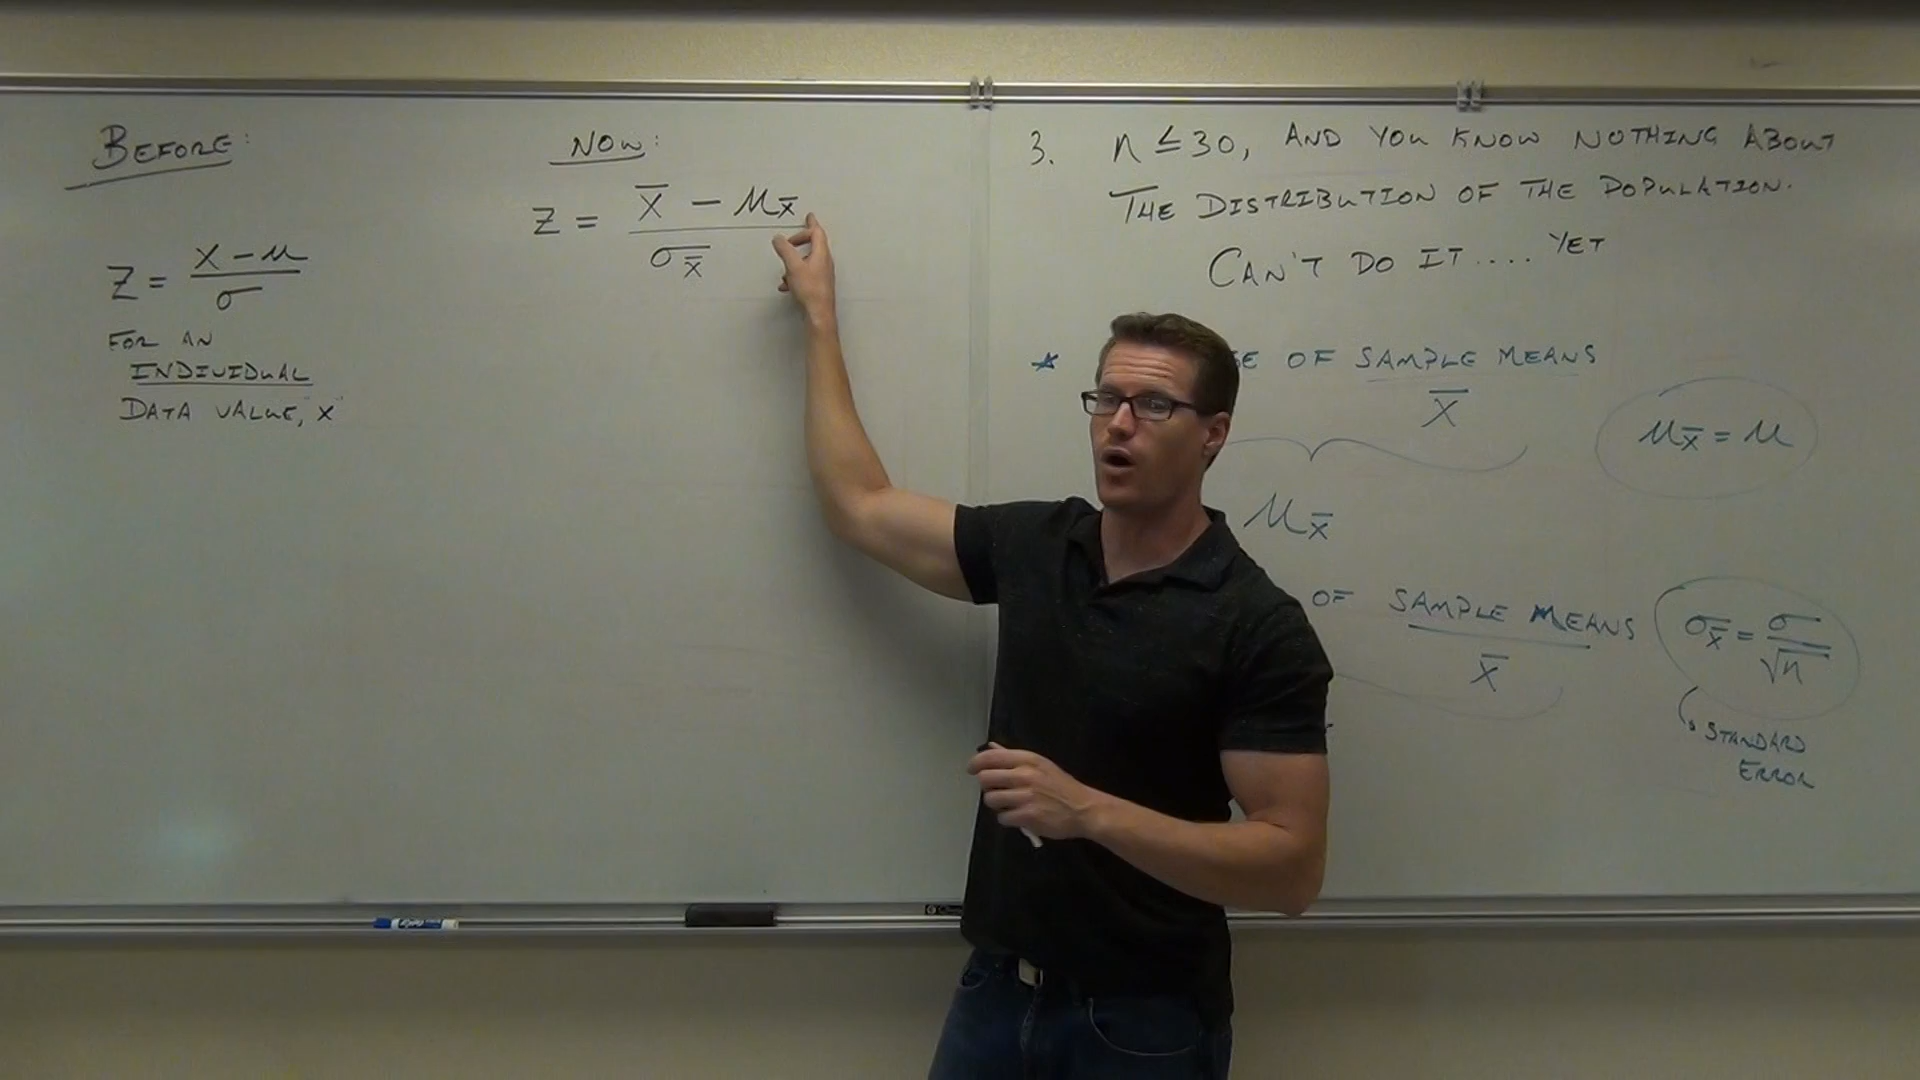 BEFORE:
Z = (X - μ) / σ
FOR AN
INDIVIDUAL
DATA VALUE, X
NOW:
Z = (X̄ - μx̄) / σx̄
3. n ≤ 30, AND YOU KNOW NOTHING ABOUT
THE DISTRIBUTION OF THE POPULATION.
CAN'T DO IT.... YET
* OF SAMPLE MEANS
X̄
μx̄ = μ
μx̄
OF SAMPLE MEANS
x̄
σx̄ = σ / √n
STANDARD
ERROR